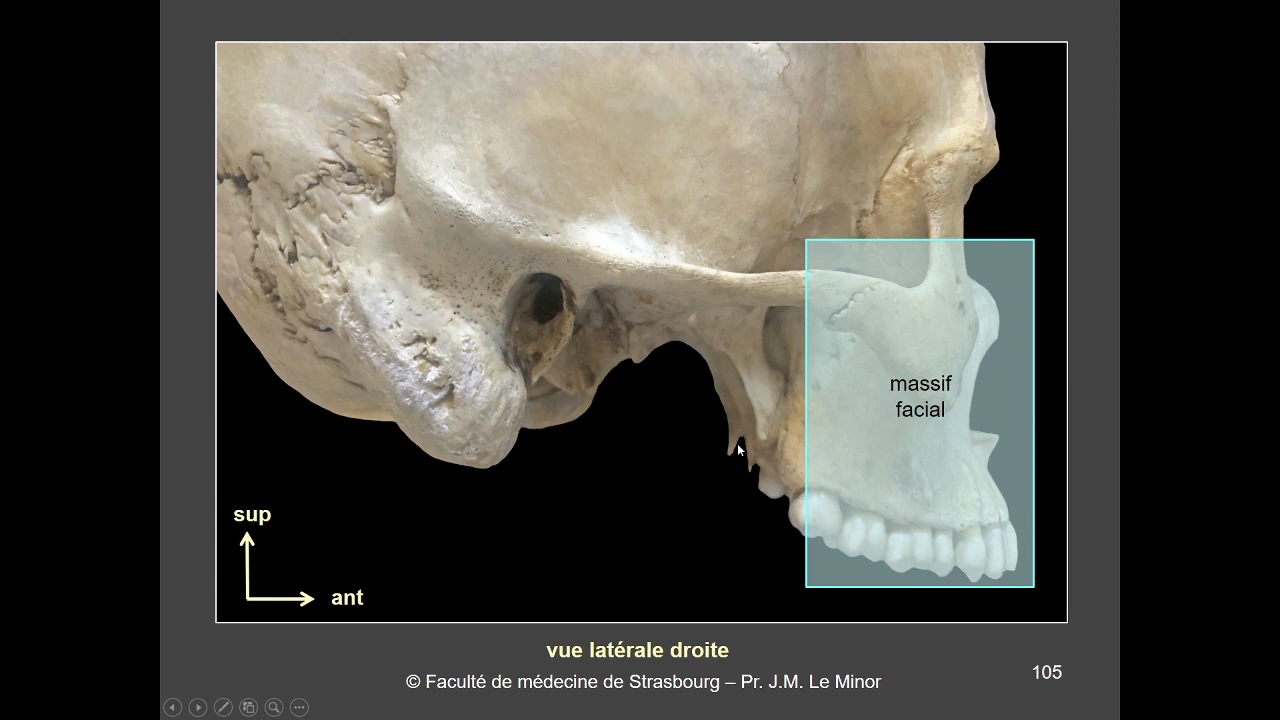 massif
facial
sup
ant
vue latérale droite
© Faculté de médecine de Strasbourg – Pr. J.M. Le Minor
105